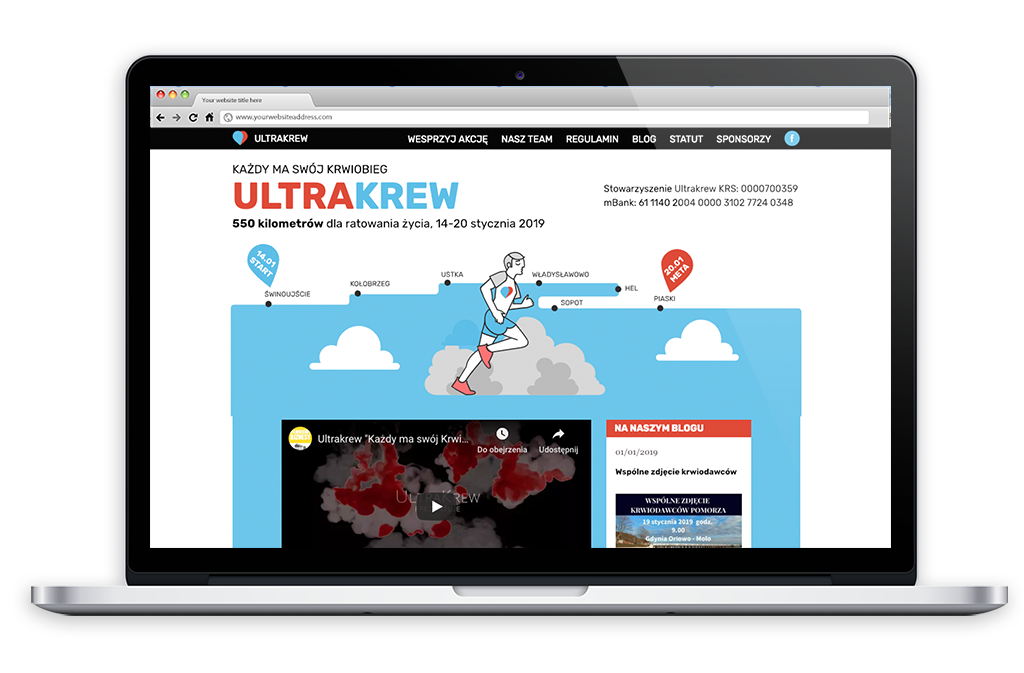 Your website title here
www.yourwebsiteaddress.com
ULTRAKREW WESPRZYJ AKCJĘ NASZ TEAM REGULAMIN BLOG STATUT SPONSORZY f
KAŻDY MA SWÓJ KRWIOBIEG
ULTRAKREW
550 kilometrów dla ratowania życia, 14-20 stycznia 2019
Stowarzyszenie Ultrakrew KRS: 0000700359
mBank: 61 1140 2004 0000 3102 7724 0348
14.01
START
ŚWINOUJŚCIE
KOŁOBRZEG
USTKA
WŁADYSŁAWOWO
HEL
SOPOT
20.01
META
PIASKI
Ultrakrew "Każdy ma swój Krwi...
Do obejrzenia
Udostępnij
ULTRAKREW
NA NASZYM BLOGU
01/01/2019
Wspólne zdjęcie krwiodawców
WSPÓLNE ZDJĘCIE
KRWIODAWCÓW POMORZA
19 stycznia 2019 godz.
9.00
Gdynia Orłowo - Molo